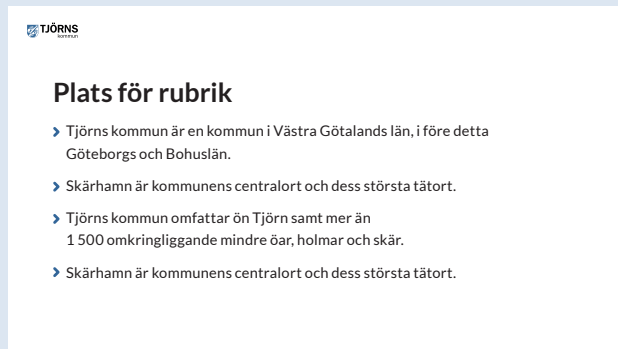 TJÖRNS
kommun
Plats för rubrik
Tjörns kommun är en kommun i Västra Götalands län, i före detta
Göteborgs och Bohuslän.
Skärhamn är kommunens centralort och dess största tätort.
Tjörns kommun omfattar ön Tjörn samt mer än
1 500 omkringliggande mindre öar, holmar och skär.
Skärhamn är kommunens centralort och dess största tätort.